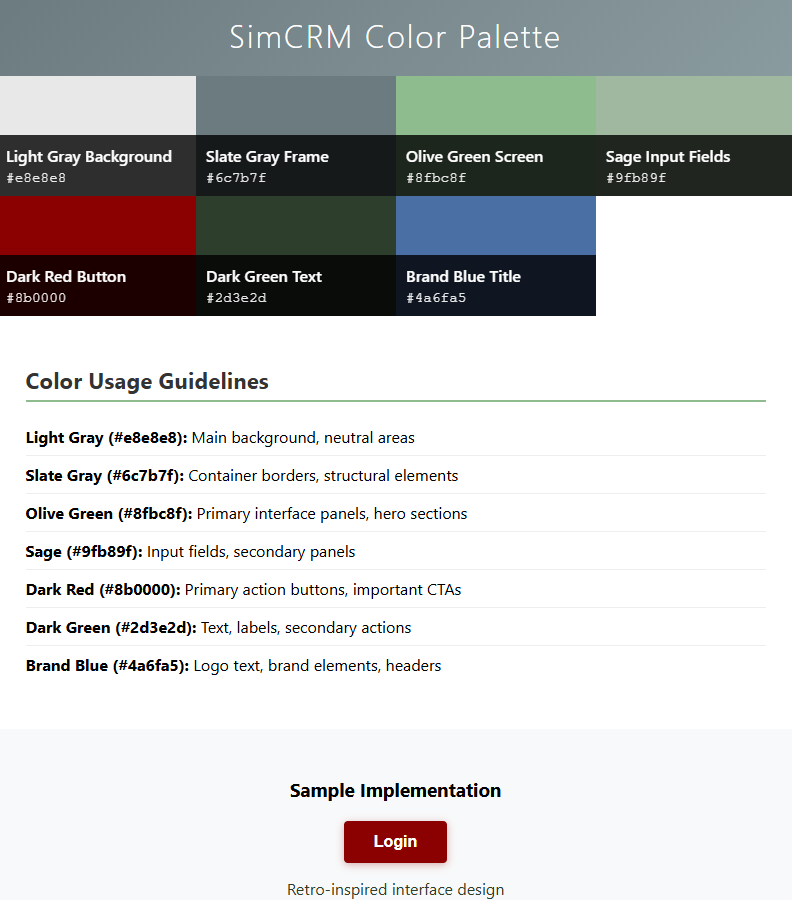 SimCRM Color Palette
Light Gray Background
#e8e8e8
Slate Gray Frame
#6c7b7f
Olive Green Screen
#8fbc8f
Sage Input Fields
#9fb89f
Dark Red Button
#8b0000
Dark Green Text
#2d3e2d
Brand Blue Title
#4a6fa5
Color Usage Guidelines
Light Gray (#e8e8e8): Main background, neutral areas
Slate Gray (#6c7b7f): Container borders, structural elements
Olive Green (#8fbc8f): Primary interface panels, hero sections
Sage (#9fb89f): Input fields, secondary panels
Dark Red (#8b0000): Primary action buttons, important CTAs
Dark Green (#2d3e2d): Text, labels, secondary actions
Brand Blue (#4a6fa5): Logo text, brand elements, headers
Sample Implementation
Login
Retro-inspired interface design